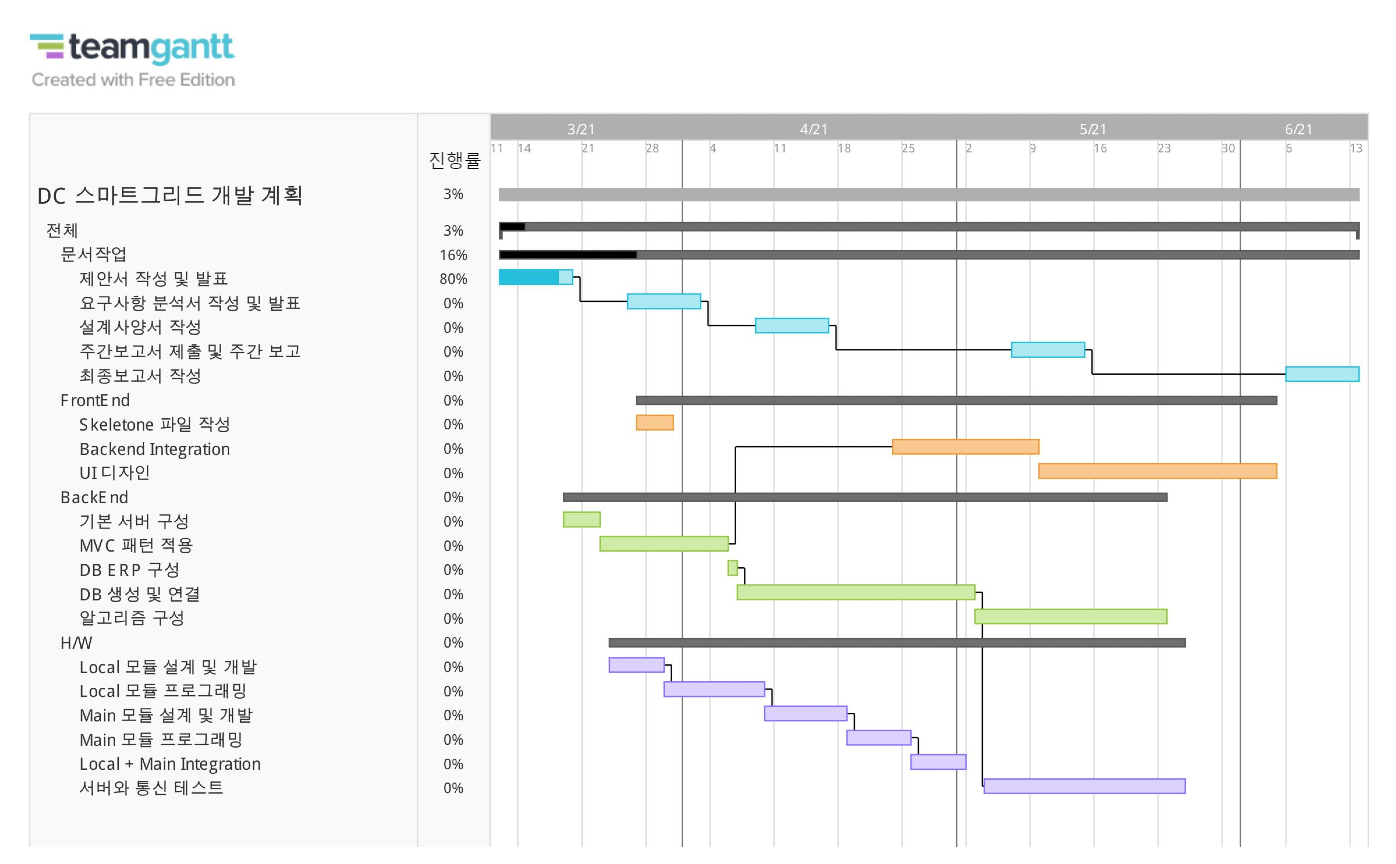 teamgantt
Created with Free Edition
3/21 4/21 5/21 6/21
11 14 21 28 4 11 18 25 2 9 16 23 30 6 13
진행률
DC 스마트그리드 개발 계획 3%
전체 3%
문서작업 16%
제안서 작성 및 발표 80%
요구사항 분석서 작성 및 발표 0%
설계사양서 작성 0%
주간보고서 제출 및 주간 보고 0%
최종보고서 작성 0%
FrontEnd 0%
Skeletone 파일 작성 0%
Backend Integration 0%
UI 디자인 0%
BackEnd 0%
기본 서버 구성 0%
MVC 패턴 적용 0%
DB ERP 구성 0%
DB 생성 및 연결 0%
알고리즘 구성 0%
H/W 0%
Local 모듈 설계 및 개발 0%
Local 모듈 프로그래밍 0%
Main 모듈 설계 및 개발 0%
Main 모듈 프로그래밍 0%
Local + Main Integration 0%
서버와 통신 테스트 0%